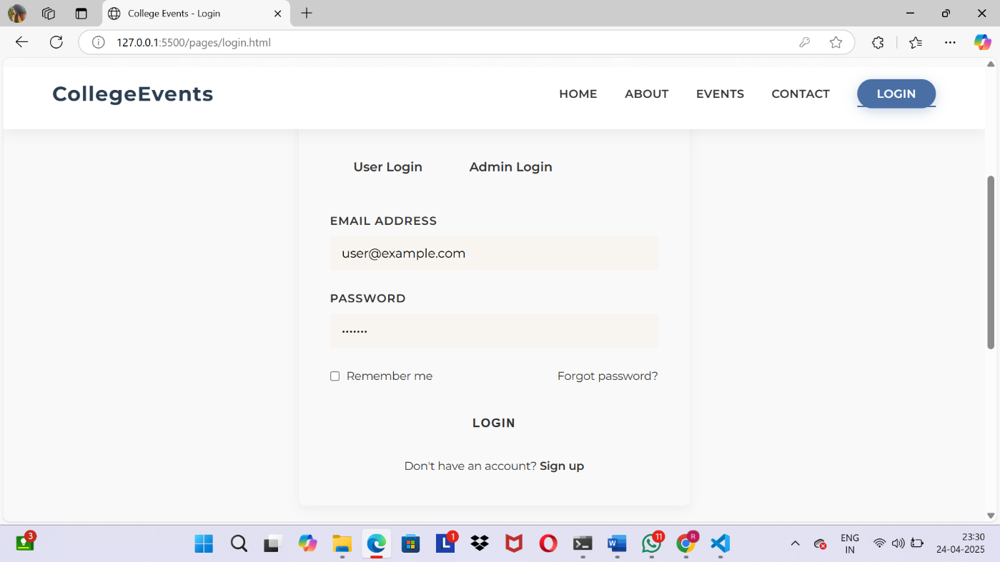 College Events - Login
127.0.0.1:5500/pages/login.html
CollegeEvents
HOME ABOUT EVENTS CONTACT LOGIN
User Login Admin Login
EMAIL ADDRESS
user@example.com
PASSWORD
•••••••
Remember me Forgot password?
LOGIN
Don't have an account? Sign up
3
L 1
W
11
R
ENG
IN
23:30
24-04-2025